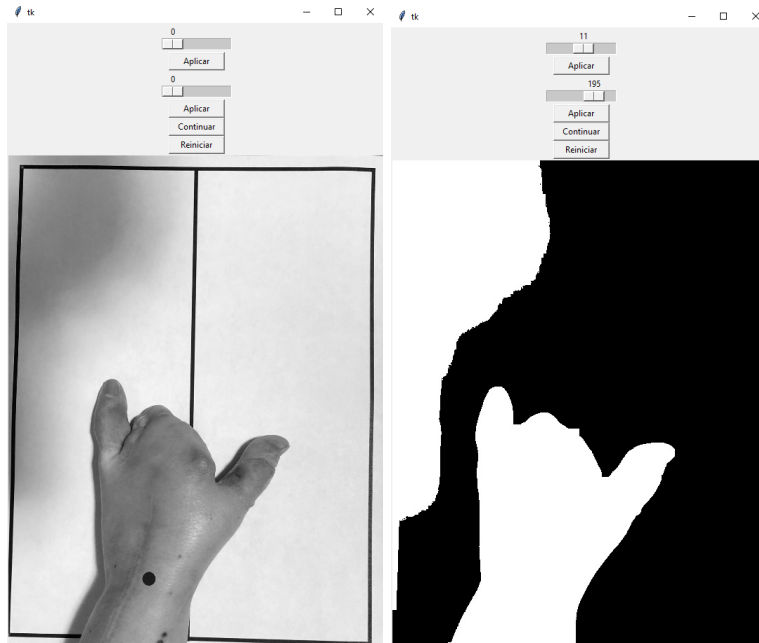 tk
0
Aplicar
0
Aplicar
Continuar
Reiniciar
tk
11
Aplicar
195
Aplicar
Continuar
Reiniciar